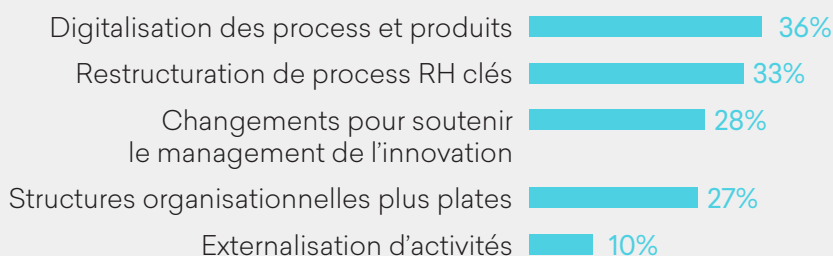 Digitalisation des process et produits 36%
Restructuration de process RH clés 33%
Changements pour soutenir 28%
le management de l'innovation
Structures organisationnelles plus plates 27%
Externalisation d'activités 10%